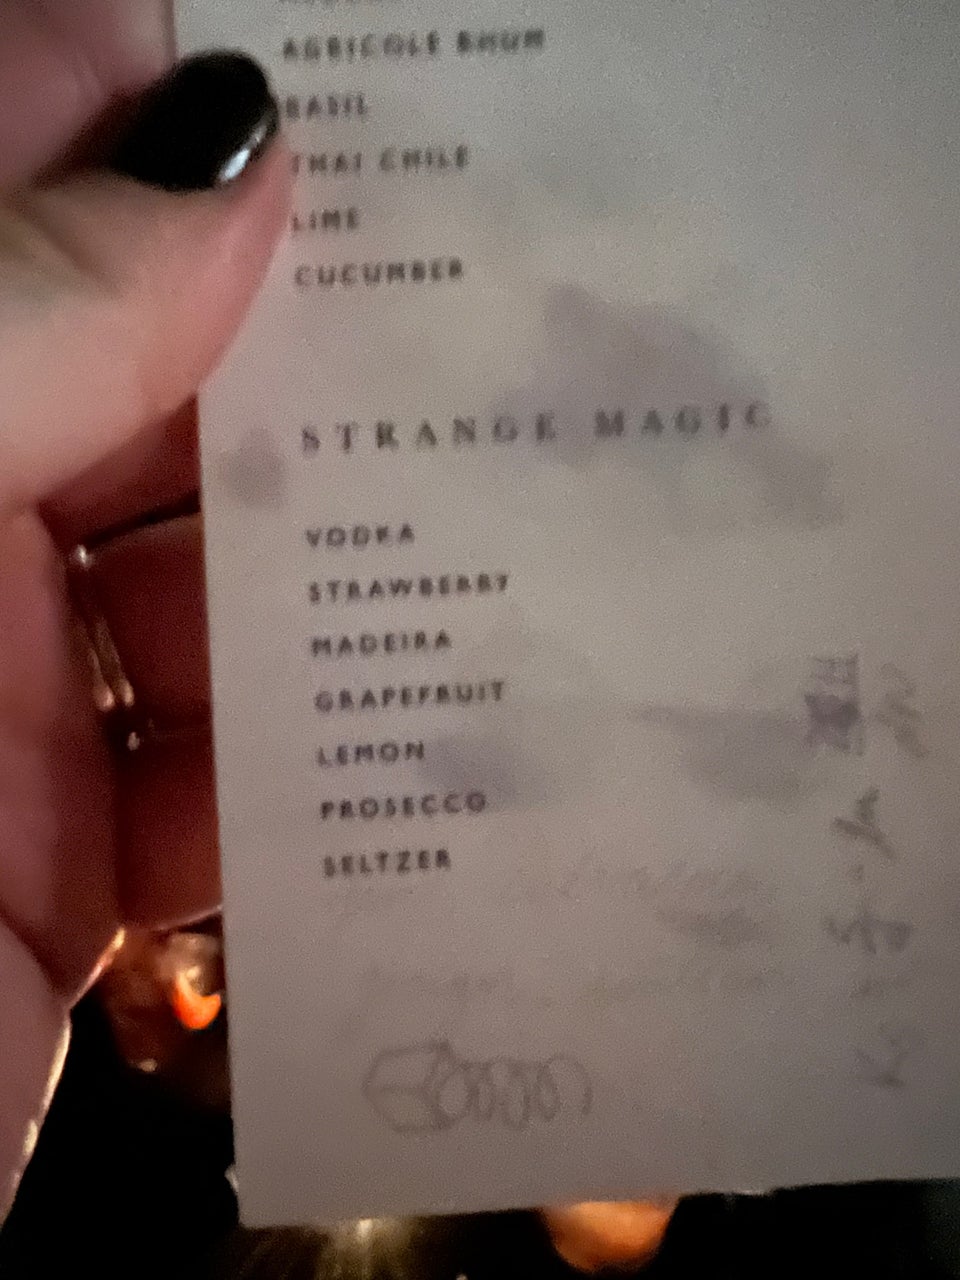 AGRICOLE RHUM
BASIL
THAI CHILE
LIME
CUCUMBER
STRANGE MAGIC
VODKA
STRAWBERRY
MADEIRA
GRAPEFRUIT
LEMON
PROSECCO
SELTZER